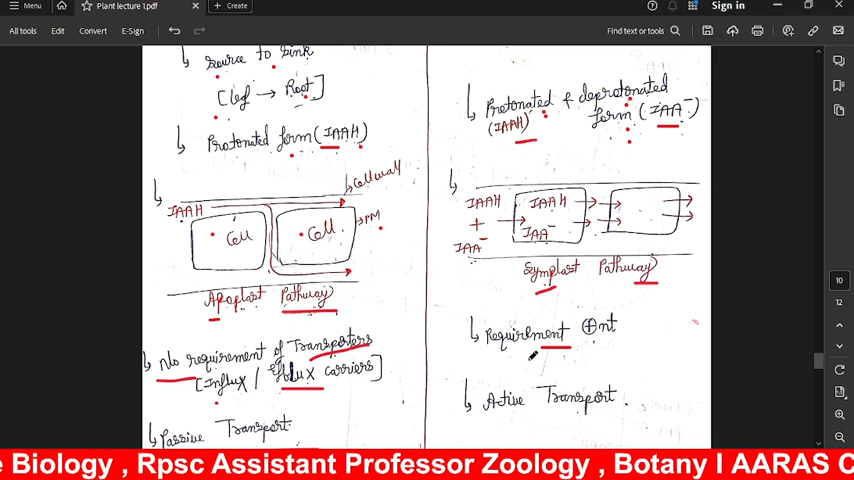 Menu
Plant lecture 1.pdf
Create
Sign in
All tools
Edit
Convert
E-Sign
Find text or tools
source to sink
[leaf → Root]
Protonated form (IAAH)
Cell wall
IAAH
Cell
Cell
PM
Apoplast Pathway
No requirement of Transporters
[Influx / efflux carriers]
Passive Transport
Protonated & deprotonated
(IAAH) form (IAA⁻)
IAAH
+
IAA⁻
IAAH
IAA⁻
Symplast Pathway
Requirement ⊕nt
Active Transport
10
12
e Biology , Rpsc Assistant Professor Zoology , Botany I AARAS C